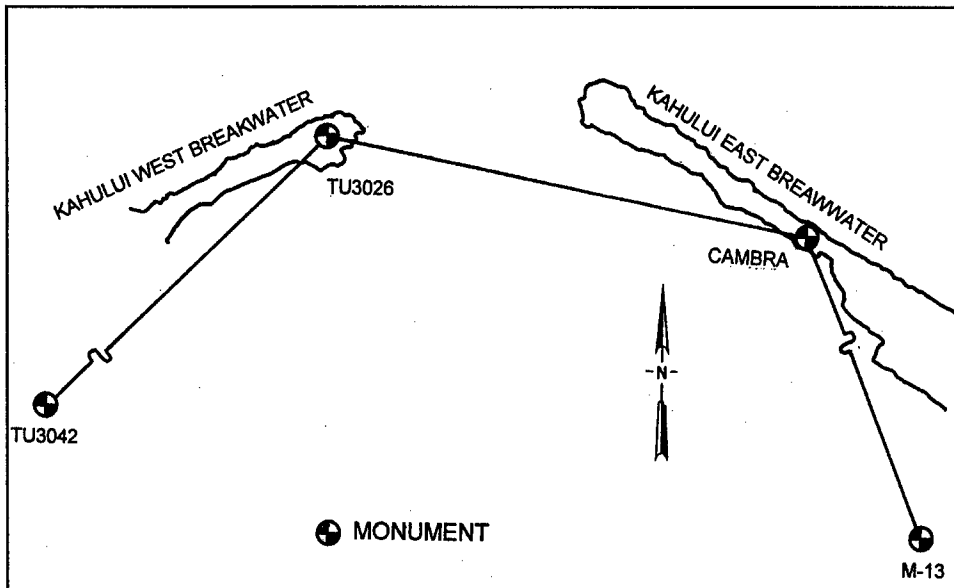 KAHULUI WEST BREAKWATER
KAHULUI EAST BREAWWATER
TU3026
CAMBRA
-N-
TU3042
MONUMENT
M-13